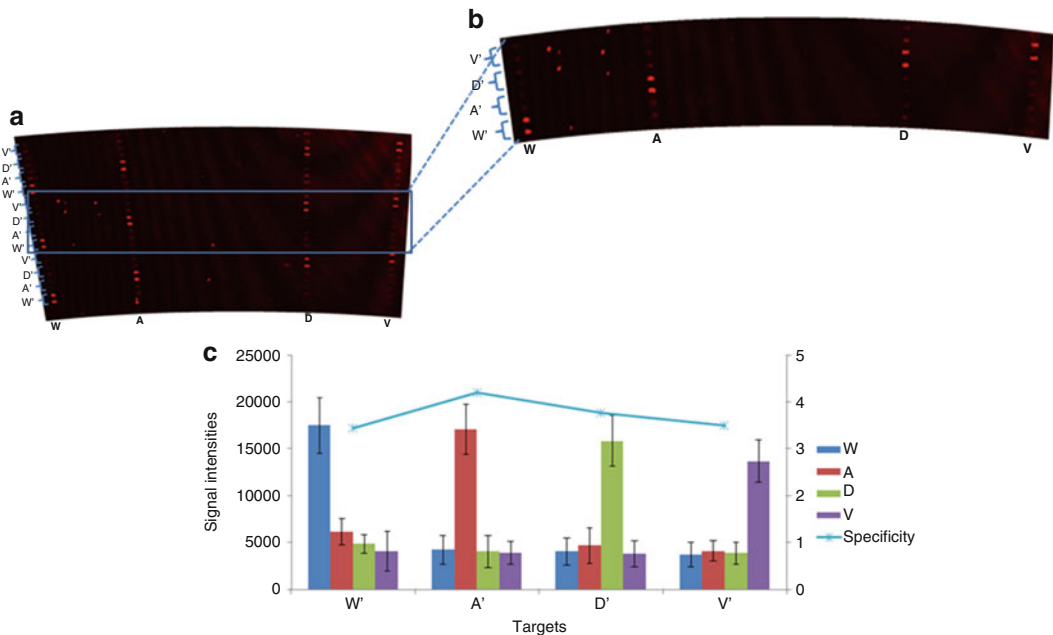 a
V'
D'
A'
W'
V'
D'
A'
W'
V'
D'
A'
W'
W A D V
b
V'
D'
A'
W'
W A D V
c
25000
20000
15000
10000
5000
0
Signal intensities
5
4
3
2
1
0
W' A' D' V'
Targets
W
A
D
V
Specificity